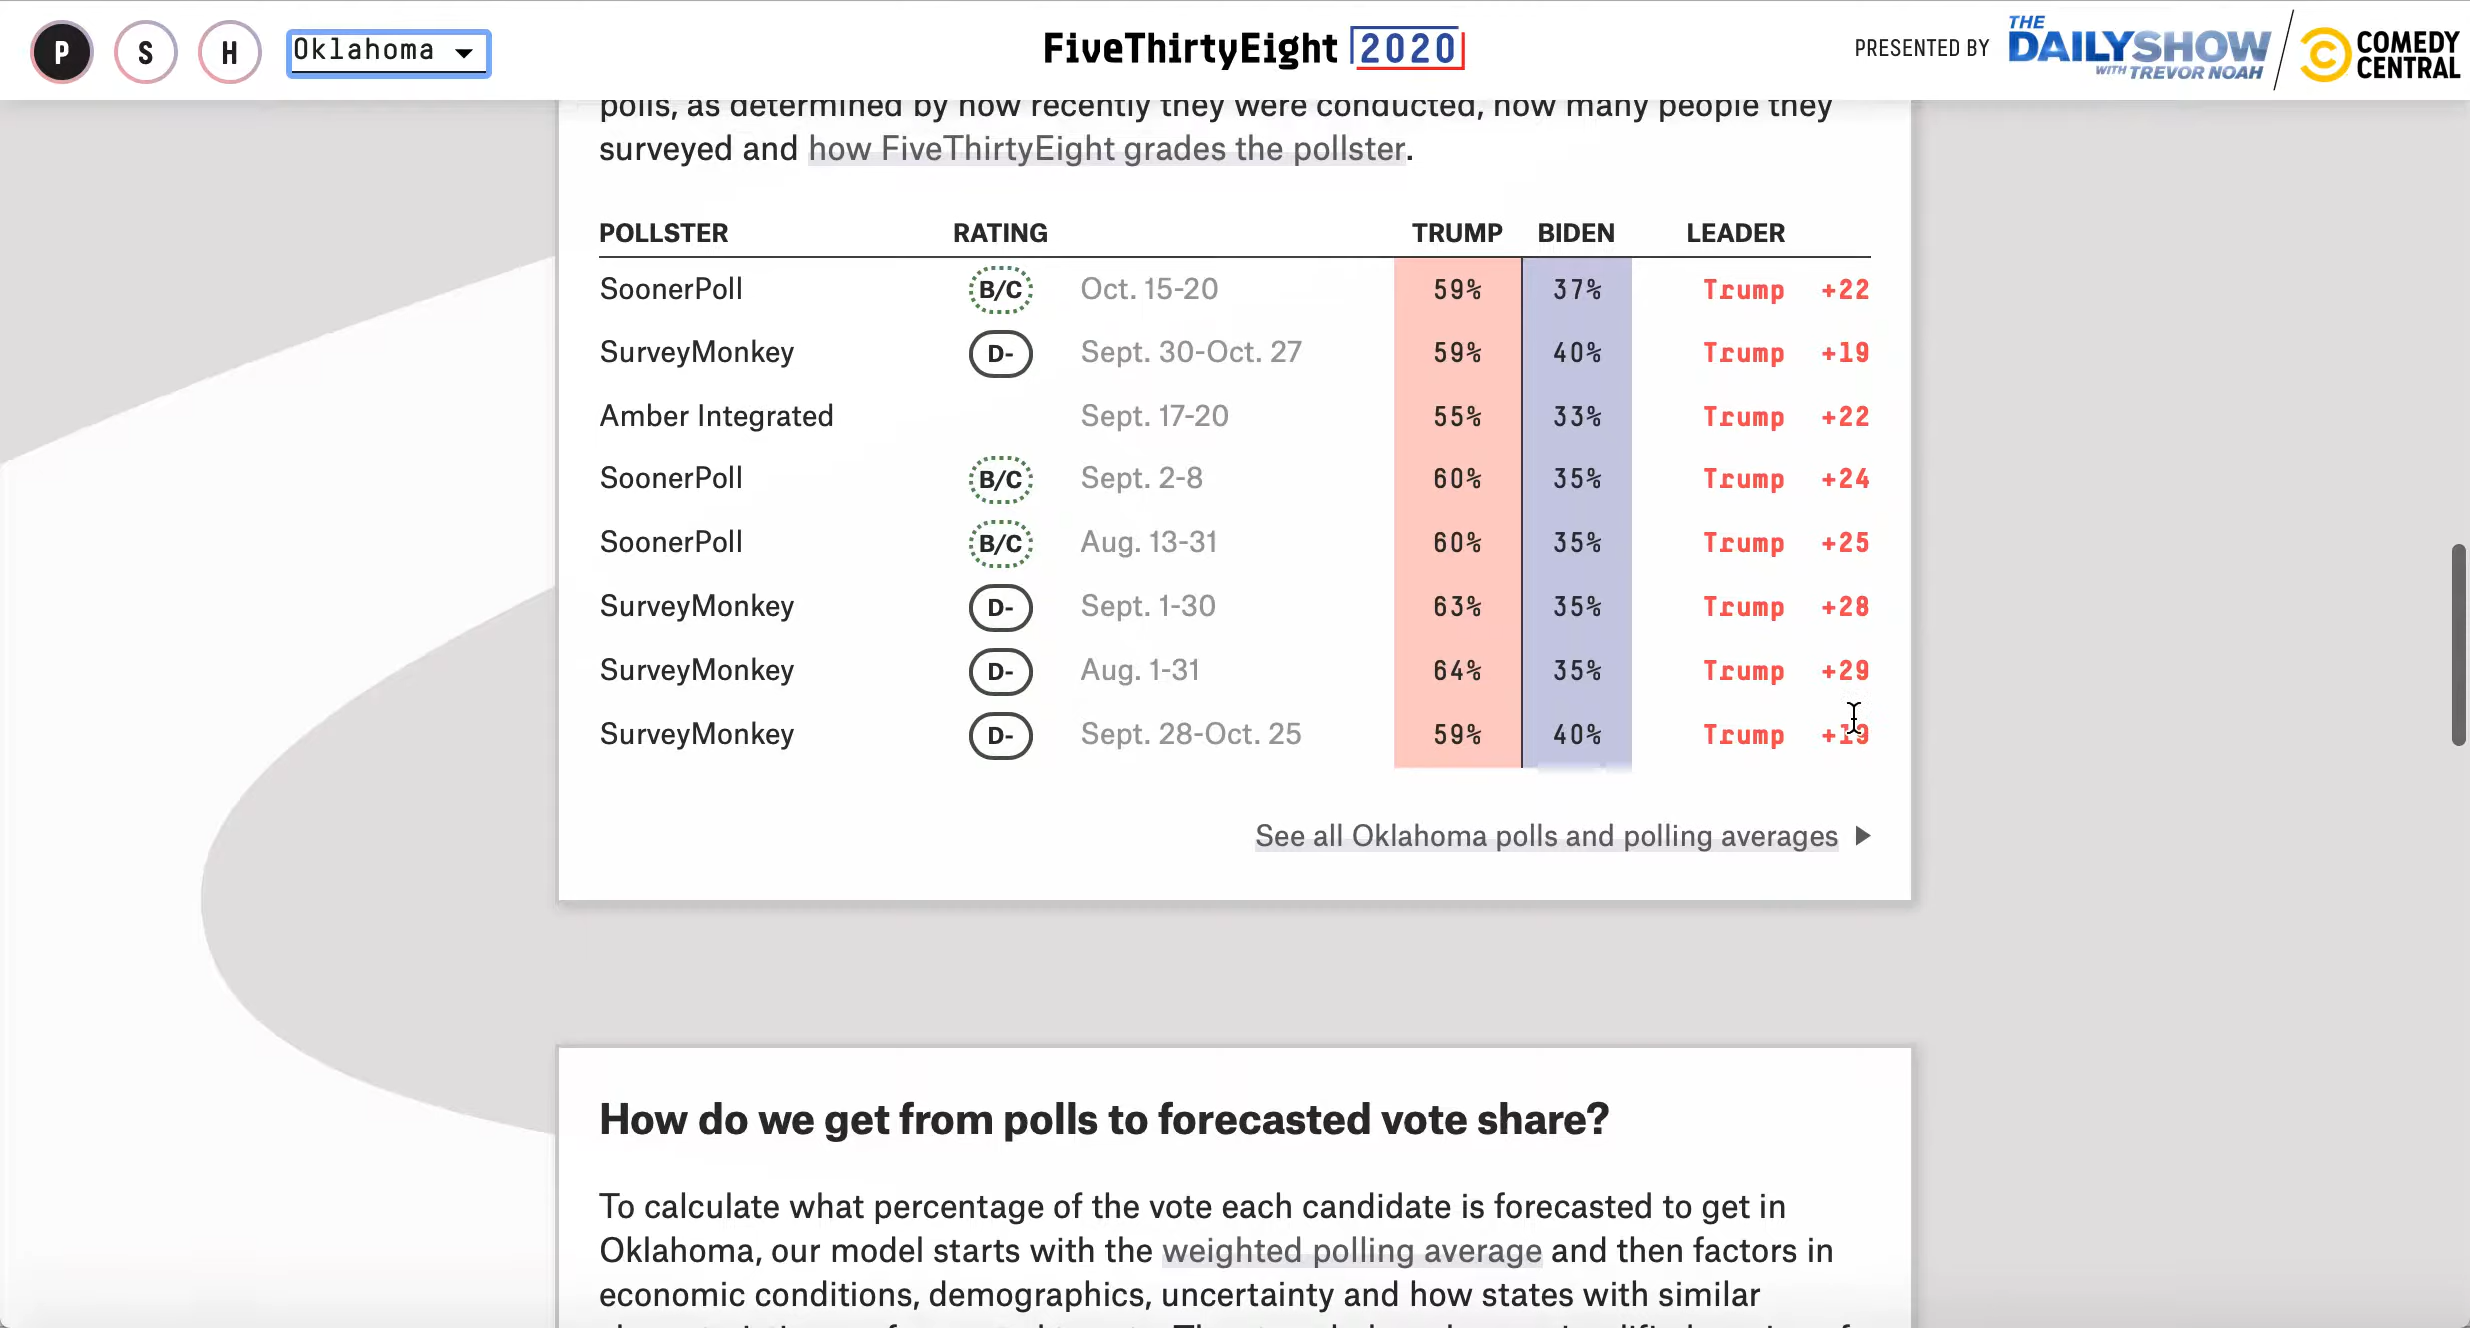 P S H Oklahoma
FiveThirtyEight 2020
PRESENTED BY THE DAILY SHOW WITH TREVOR NOAH
COMEDY CENTRAL
polls, as determined by how recently they were conducted, how many people they
surveyed and how FiveThirtyEight grades the pollster.
POLLSTER RATING TRUMP BIDEN LEADER
SoonerPoll B/C Oct. 15-20 59% 37% Trump +22
SurveyMonkey D- Sept. 30-Oct. 27 59% 40% Trump +19
Amber Integrated Sept. 17-20 55% 33% Trump +22
SoonerPoll B/C Sept. 2-8 60% 35% Trump +24
SoonerPoll B/C Aug. 13-31 60% 35% Trump +25
SurveyMonkey D- Sept. 1-30 63% 35% Trump +28
SurveyMonkey D- Aug. 1-31 64% 35% Trump +29
SurveyMonkey D- Sept. 28-Oct. 25 59% 40% Trump +19
See all Oklahoma polls and polling averages
How do we get from polls to forecasted vote share?
To calculate what percentage of the vote each candidate is forecasted to get in
Oklahoma, our model starts with the weighted polling average and then factors in
economic conditions, demographics, uncertainty and how states with similar